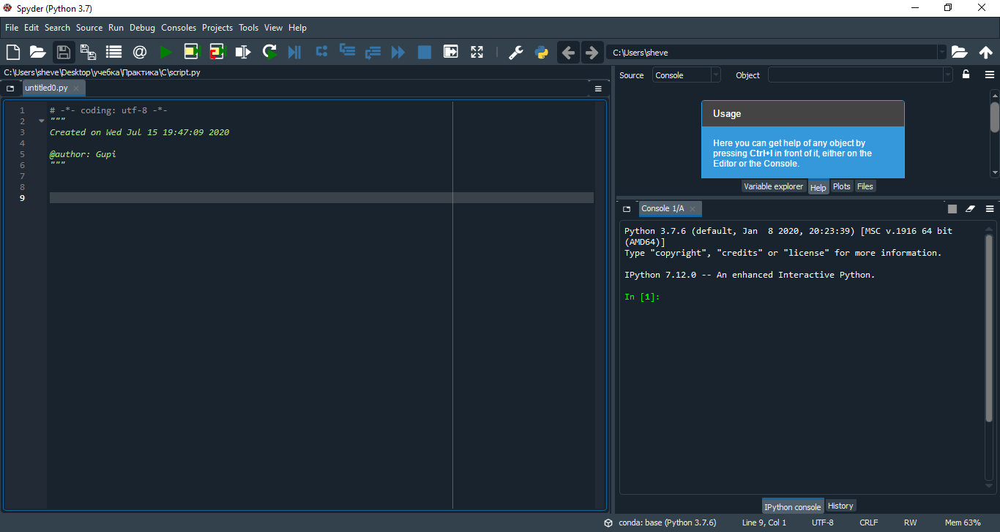 Spyder (Python 3.7)
File Edit Search Source Run Debug Consoles Projects Tools View Help
C:\Users\sheve
C:\Users\sheve\Desktop\учебка\Практика\C\script.py
untitled0.py
1 # -*- coding: utf-8 -*-
2 """
3 Created on Wed Jul 15 19:47:09 2020
4
5 @author: Gupi
6 """
7
8
9
Source Console Object
Usage
Here you can get help of any object by
pressing Ctrl+I in front of it, either on the
Editor or the Console.
Variable explorer Help Plots Files
Console 1/A
Python 3.7.6 (default, Jan  8 2020, 20:23:39) [MSC v.1916 64 bit
(AMD64)]
Type "copyright", "credits" or "license" for more information.
IPython 7.12.0 -- An enhanced Interactive Python.
In [1]:
IPython console History
conda: base (Python 3.7.6) Line 9, Col 1 UTF-8 CRLF RW Mem 63%